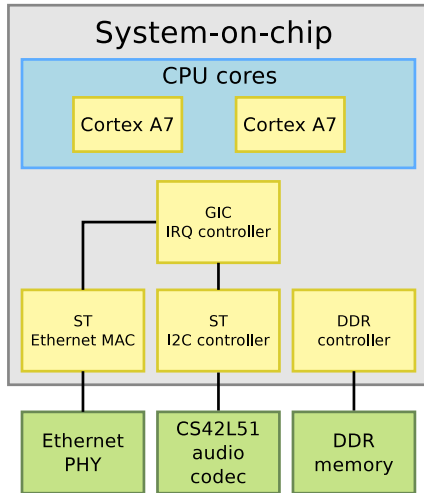 System-on-chip
CPU cores
Cortex A7
Cortex A7
GIC
IRQ controller
ST
Ethernet MAC
ST
I2C controller
DDR
controller
Ethernet
PHY
CS42L51
audio
codec
DDR
memory